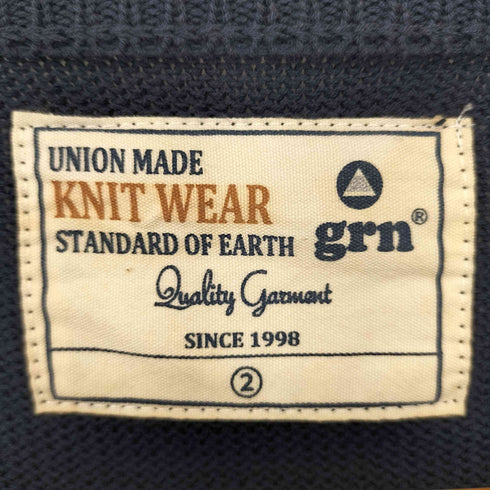 UNION MADE
KNIT WEAR
STANDARD OF EARTH
grn®
Quality Garment
SINCE 1998
②